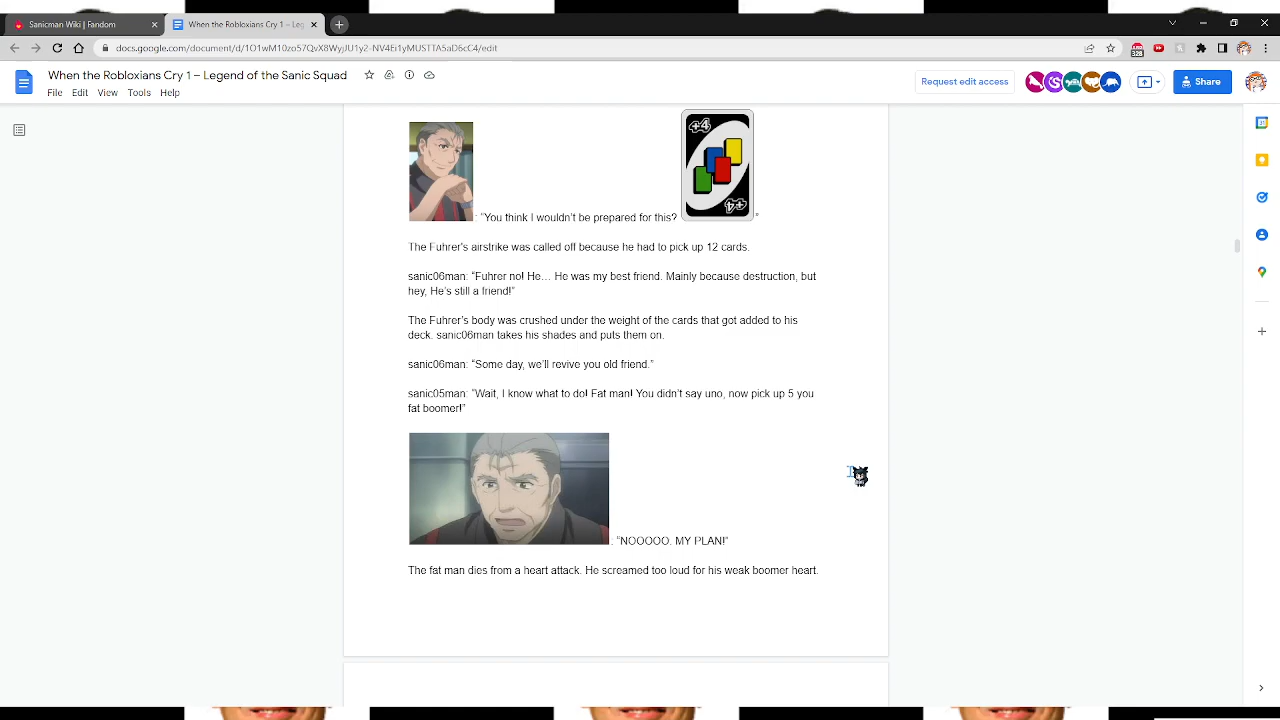 Sanicman Wiki | Fandom
When the Robloxians Cry 1 – Leg
docs.google.com/document/d/1O1wM10zo57QvX8WyjJU1y2-NV4Ei1yMUSTTA5aD6cC4/edit
328
When the Robloxians Cry 1 – Legend of the Sanic Squad
File Edit View Tools Help
Request edit access
Share
31
+4
+4
: “You think I wouldn’t be prepared for this? ”
The Fuhrer’s airstrike was called off because he had to pick up 12 cards.
sanic06man: “Fuhrer no! He… He was my best friend. Mainly because destruction, but
hey, He’s still a friend!”
The Fuhrer’s body was crushed under the weight of the cards that got added to his
deck. sanic06man takes his shades and puts them on.
sanic06man: “Some day, we’ll revive you old friend.”
sanic05man: “Wait, I know what to do! Fat man! You didn’t say uno, now pick up 5 you
fat boomer!”
: “NOOOOO. MY PLAN!”
The fat man dies from a heart attack. He screamed too loud for his weak boomer heart.